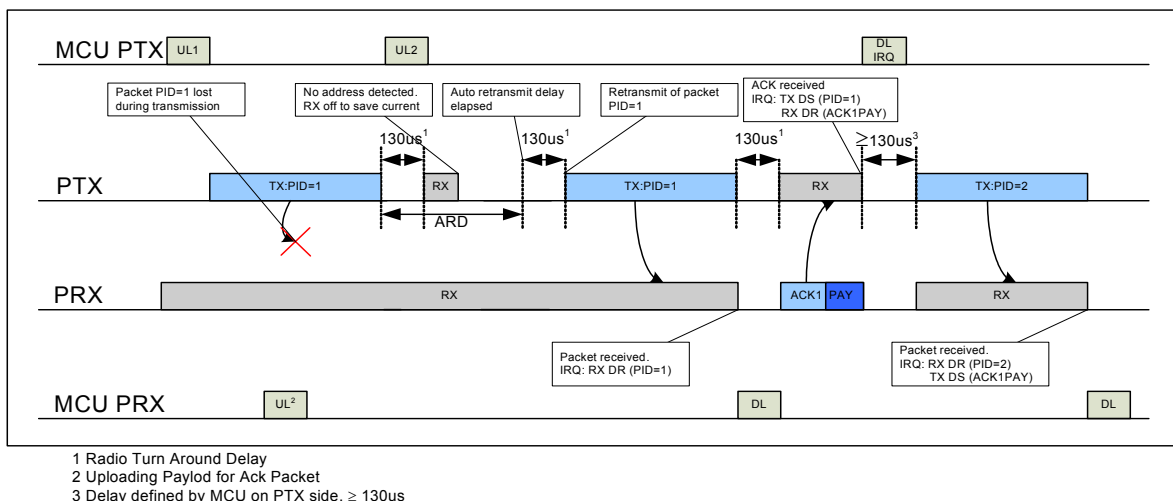 MCU PTX
UL1
UL2
DL
IRQ
Packet PID=1 lost
during transmission
No address detected.
RX off to save current
Auto retransmit delay
elapsed
Retransmit of packet
PID=1
ACK received
IRQ: TX DS (PID=1)
RX DR (ACK1PAY)
130us1
130us1
130us1
≥130us3
PTX
TX:PID=1
RX
TX:PID=1
RX
TX:PID=2
ARD
PRX
RX
ACK1
PAY
RX
Packet received.
IRQ: RX DR (PID=1)
Packet received.
IRQ: RX DR (PID=2)
TX DS (ACK1PAY)
MCU PRX
UL2
DL
DL
1 Radio Turn Around Delay
2 Uploading Paylod for Ack Packet
3 Delay defined by MCU on PTX side, ≥ 130us